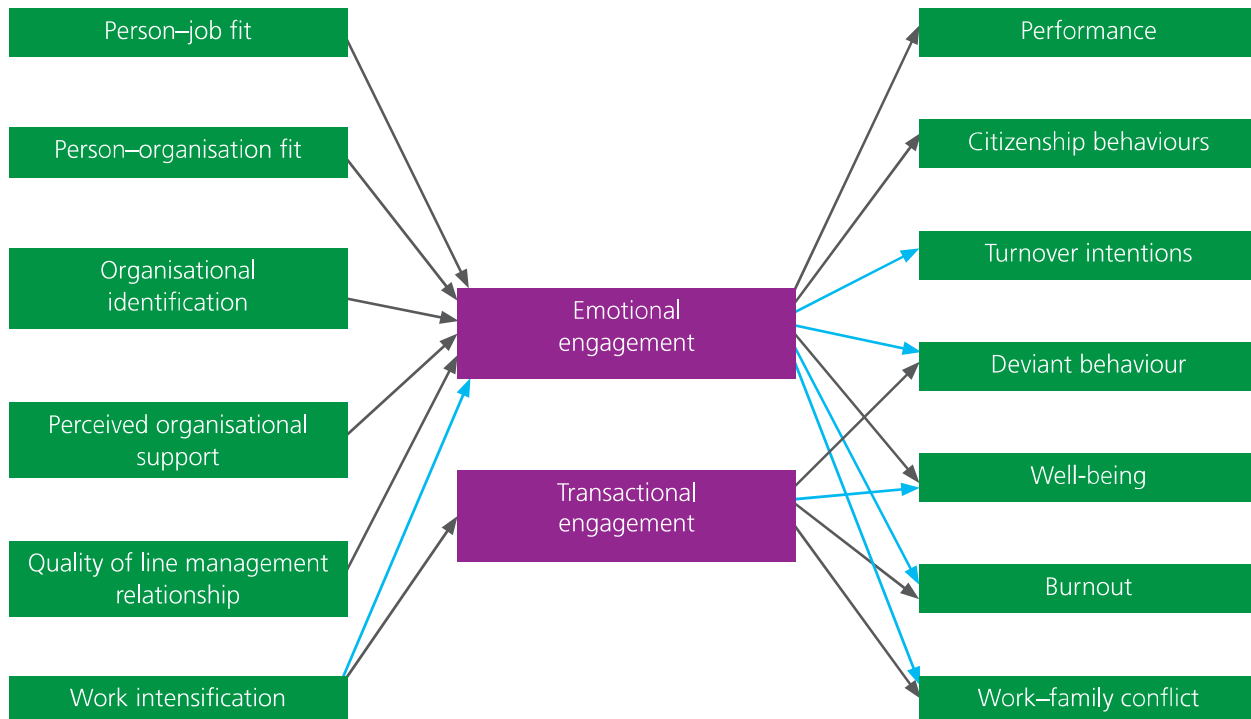 Person–job fit
Person–organisation fit
Organisational
identification
Perceived organisational
support
Quality of line management
relationship
Work intensification
Emotional
engagement
Transactional
engagement
Performance
Citizenship behaviours
Turnover intentions
Deviant behaviour
Well-being
Burnout
Work–family conflict